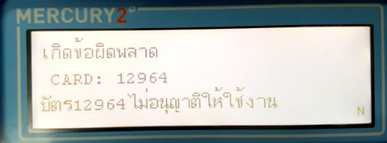 MERCURY2®
เกิดข้อผิดพลาด
CARD: 12964
บัตร12964 ไม่อนุญาติให้ใช้งาน
N